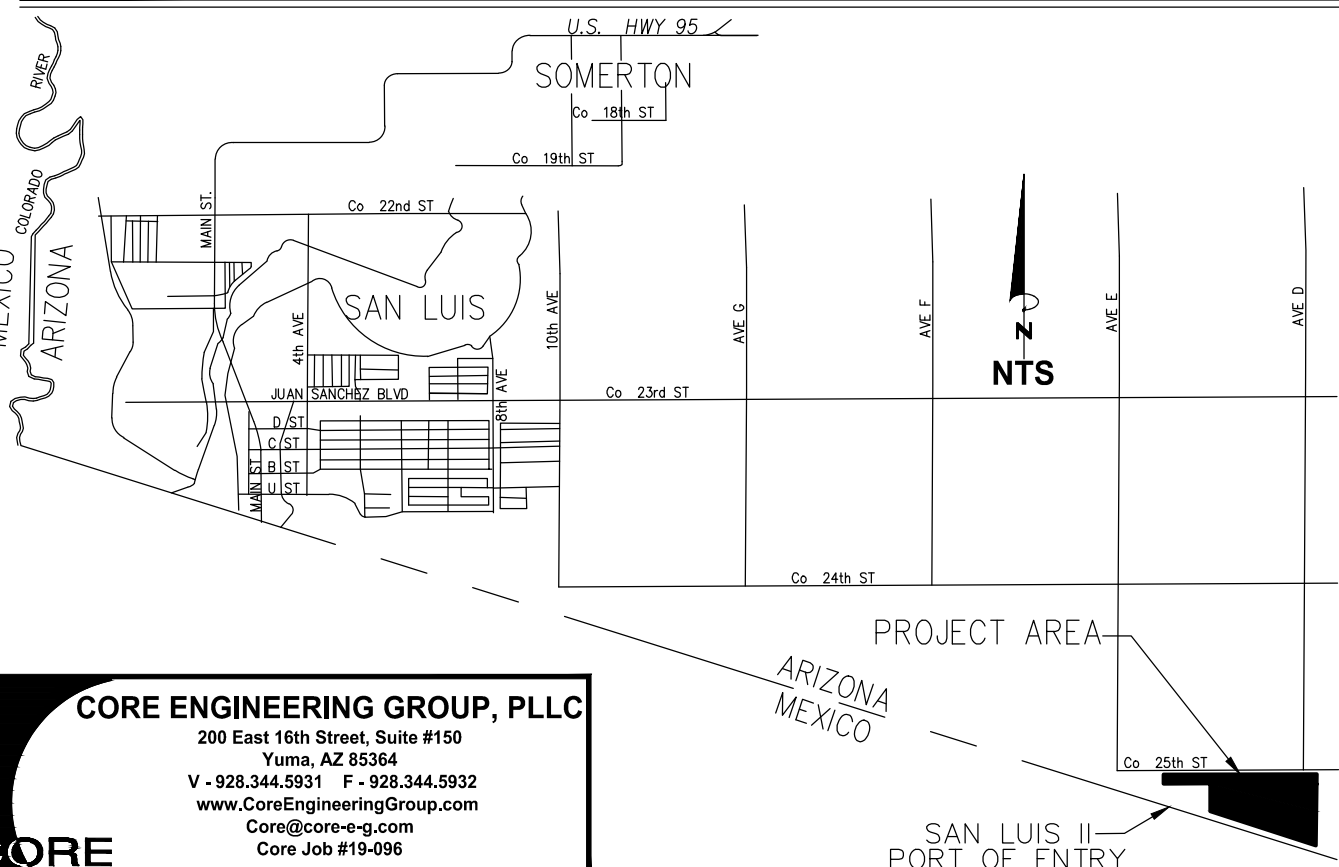 U.S. HWY 95
SOMERTON
Co 18th ST
Co 19th ST
RIVER
COLORADO
MEXICO
ARIZONA
MAIN ST.
Co 22nd ST
SAN LUIS
4th AVE
10th AVE
AVE G
AVE F
AVE E
AVE D
N
NTS
8th AVE
JUAN SANCHEZ BLVD
Co 23rd ST
D ST
C ST
B ST
U ST
MAIN ST
Co 24th ST
PROJECT AREA
ARIZONA
MEXICO
Co 25th ST
SAN LUIS II
PORT OF ENTRY
CORE ENGINEERING GROUP, PLLC
200 East 16th Street, Suite #150
Yuma, AZ 85364
V - 928.344.5931 F - 928.344.5932
www.CoreEngineeringGroup.com
Core@core-e-g.com
Core Job #19-096
CORE